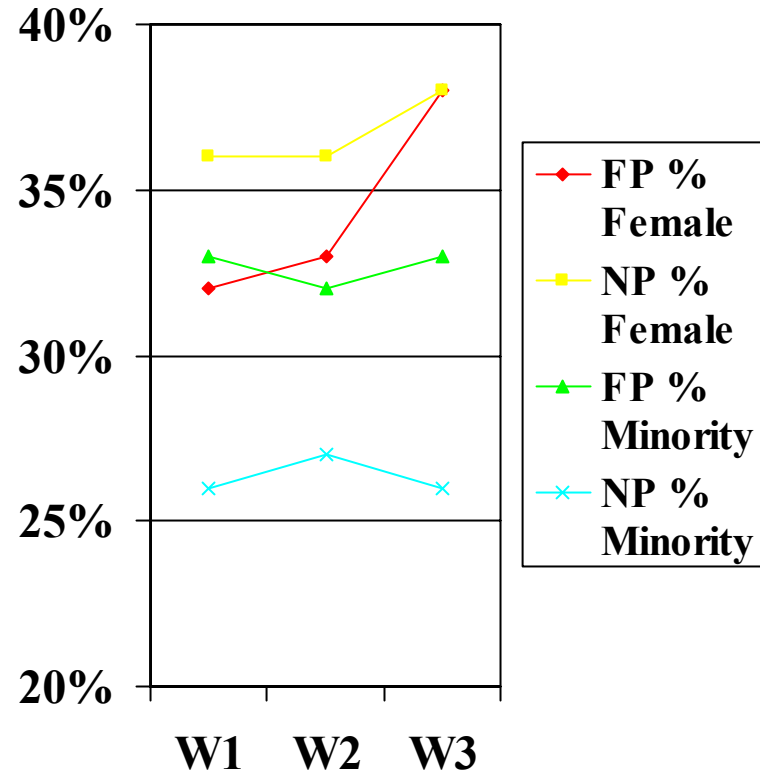 40%
35%
30%
25%
20%
W1 W2 W3
FP %
Female
NP %
Female
FP %
Minority
NP %
Minority